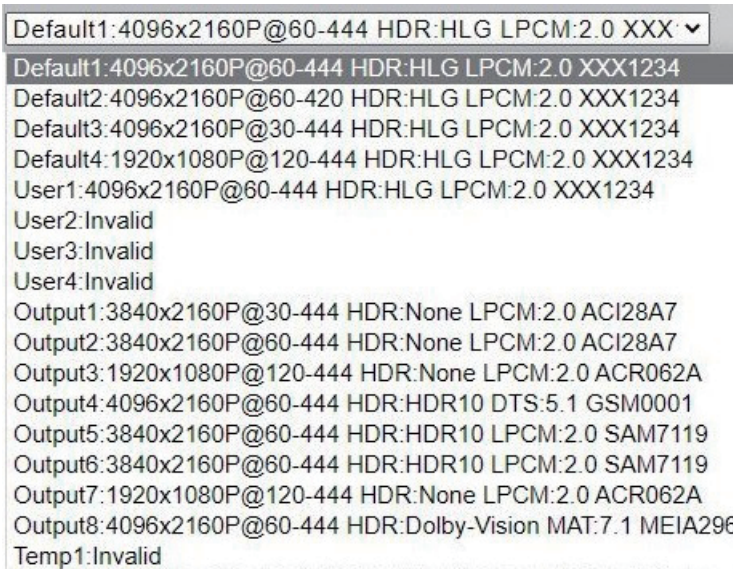 Default1:4096x2160P@60-444 HDR:HLG LPCM:2.0 XXX
Default1:4096x2160P@60-444 HDR:HLG LPCM:2.0 XXX1234
Default2:4096x2160P@60-420 HDR:HLG LPCM:2.0 XXX1234
Default3:4096x2160P@30-444 HDR:HLG LPCM:2.0 XXX1234
Default4:1920x1080P@120-444 HDR:HLG LPCM:2.0 XXX1234
User1:4096x2160P@60-444 HDR:HLG LPCM:2.0 XXX1234
User2:Invalid
User3:Invalid
User4:Invalid
Output1:3840x2160P@30-444 HDR:None LPCM:2.0 ACI28A7
Output2:3840x2160P@60-444 HDR:None LPCM:2.0 ACI28A7
Output3:1920x1080P@120-444 HDR:None LPCM:2.0 ACR062A
Output4:4096x2160P@60-444 HDR:HDR10 DTS:5.1 GSM0001
Output5:3840x2160P@60-444 HDR:HDR10 LPCM:2.0 SAM7119
Output6:3840x2160P@60-444 HDR:HDR10 LPCM:2.0 SAM7119
Output7:1920x1080P@120-444 HDR:None LPCM:2.0 ACR062A
Output8:4096x2160P@60-444 HDR:Dolby-Vision MAT:7.1 MEIA296
Temp1:Invalid